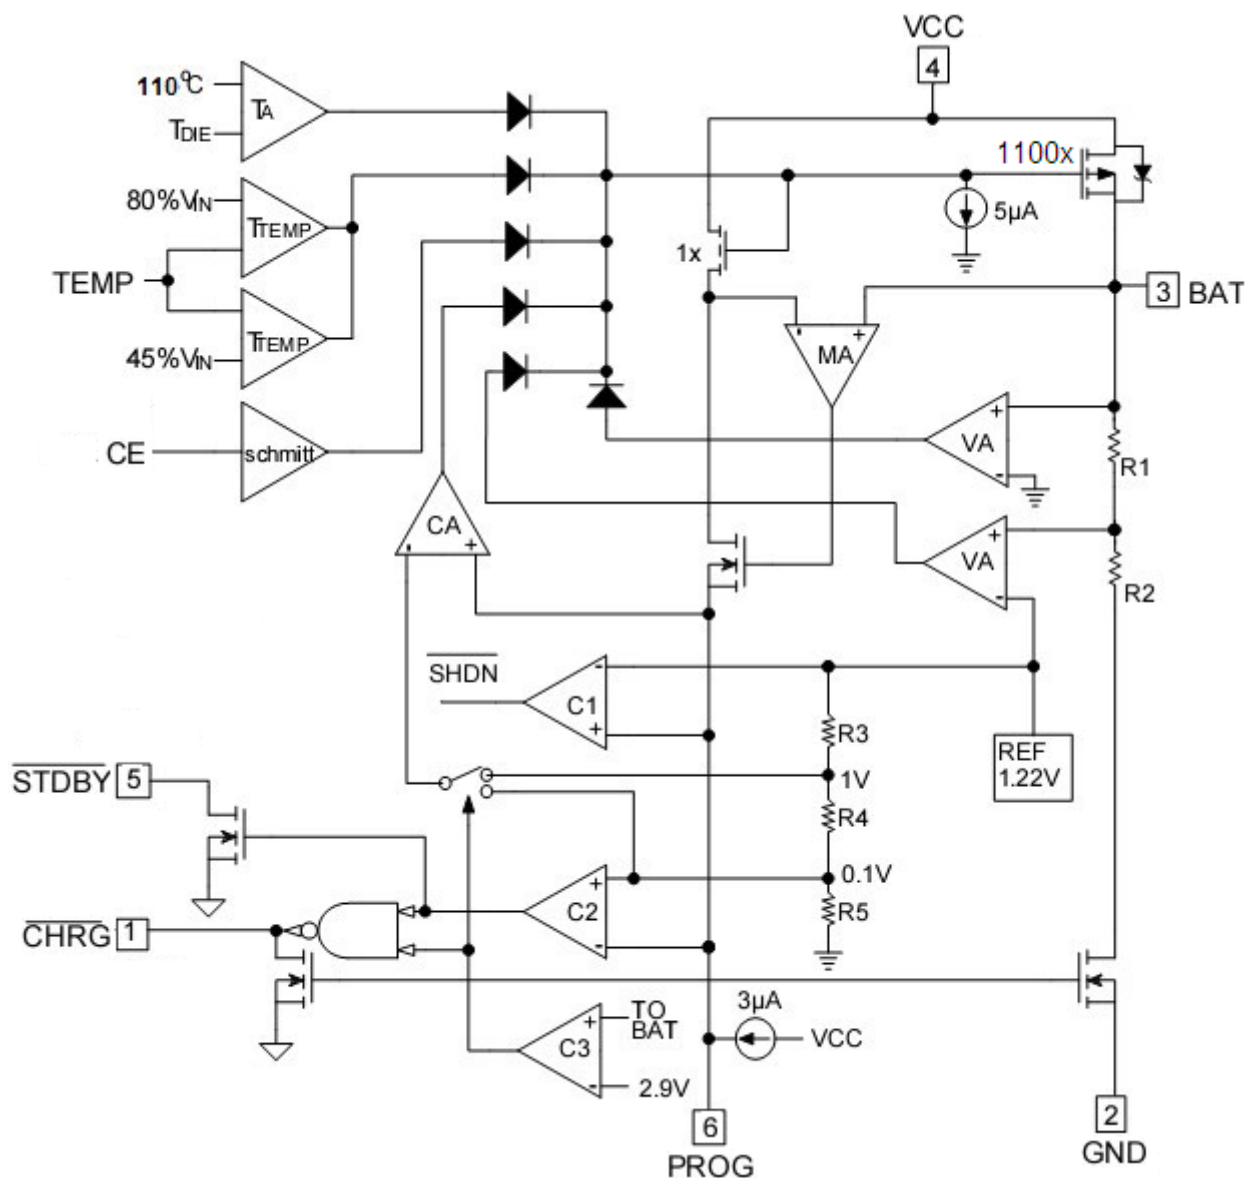 VCC
4
110°C
TA
TDIE
1100x
80%VIN
TTEMP
5μA
1x
TEMP
3 BAT
TTEMP
45%VIN
- +
MA
+
VA
-
R1
CE
schmitt
CA
- +
+
VA
-
R2
SHDN
-
C1
+
R3
REF
1.22V
STDBY 5
1V
R4
0.1V
+
C2
-
R5
CHRG 1
3μA
VCC
+
C3
-
TO
BAT
2.9V
6
PROG
2
GND